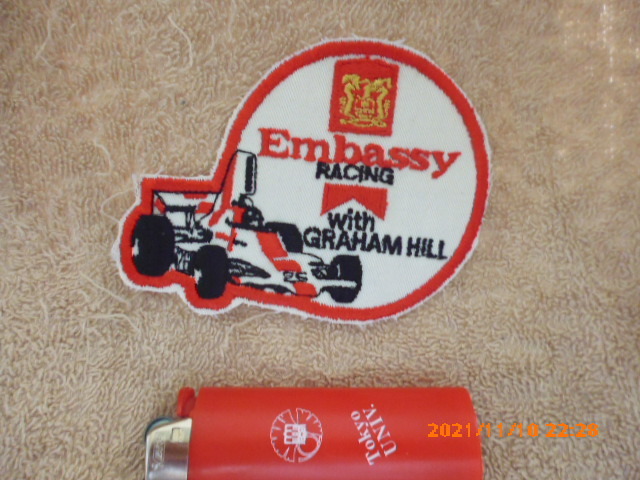 Embassy
RACING
with
GRAHAM HILL
Tokyo
UNIV.
2021/11/18 22:28